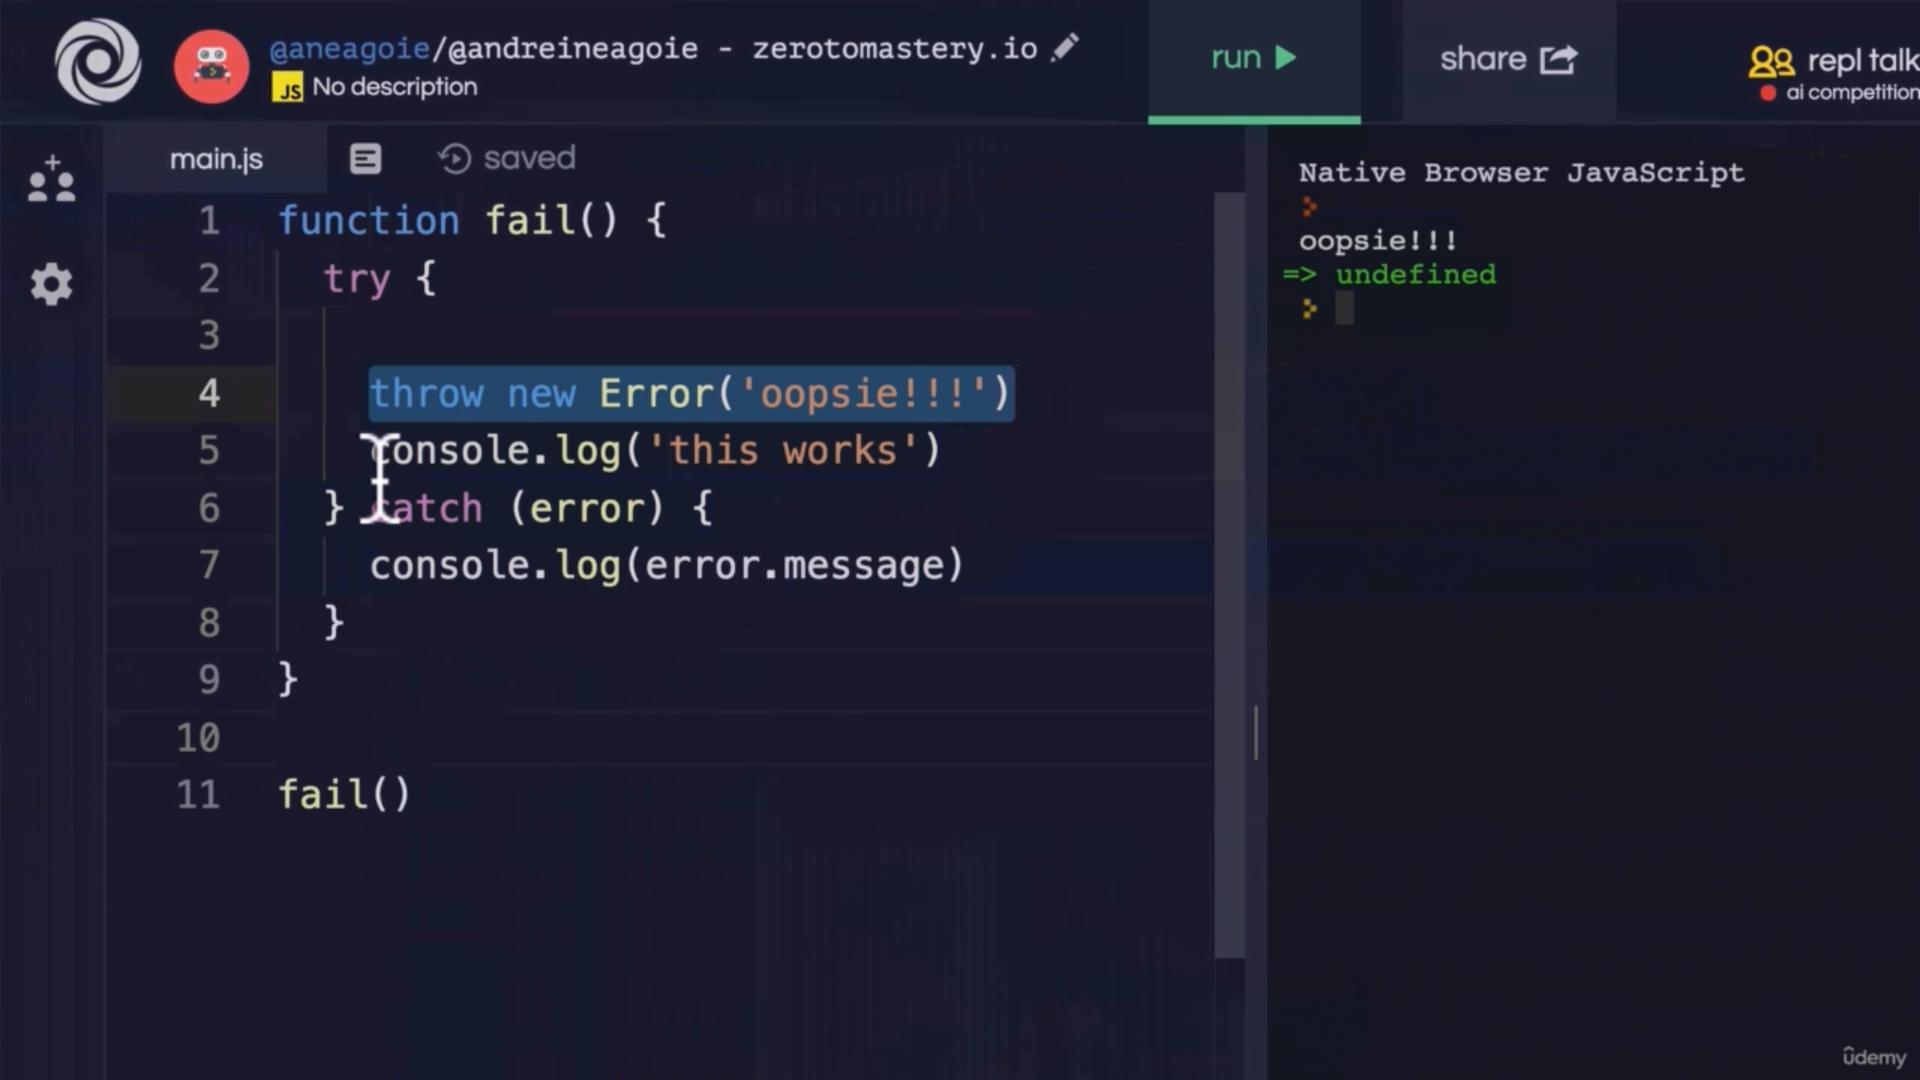 @aneagoie/@andreineagoie - zerotomastery.io
JS No description
run
share
repl talk
ai competition
main.js
saved
1 function fail() {
2 try {
3
4 throw new Error('oopsie!!!')
5 console.log('this works')
6 } catch (error) {
7 console.log(error.message)
8 }
9 }
10
11 fail()
Native Browser JavaScript
oopsie!!!
=> undefined
ûdemy